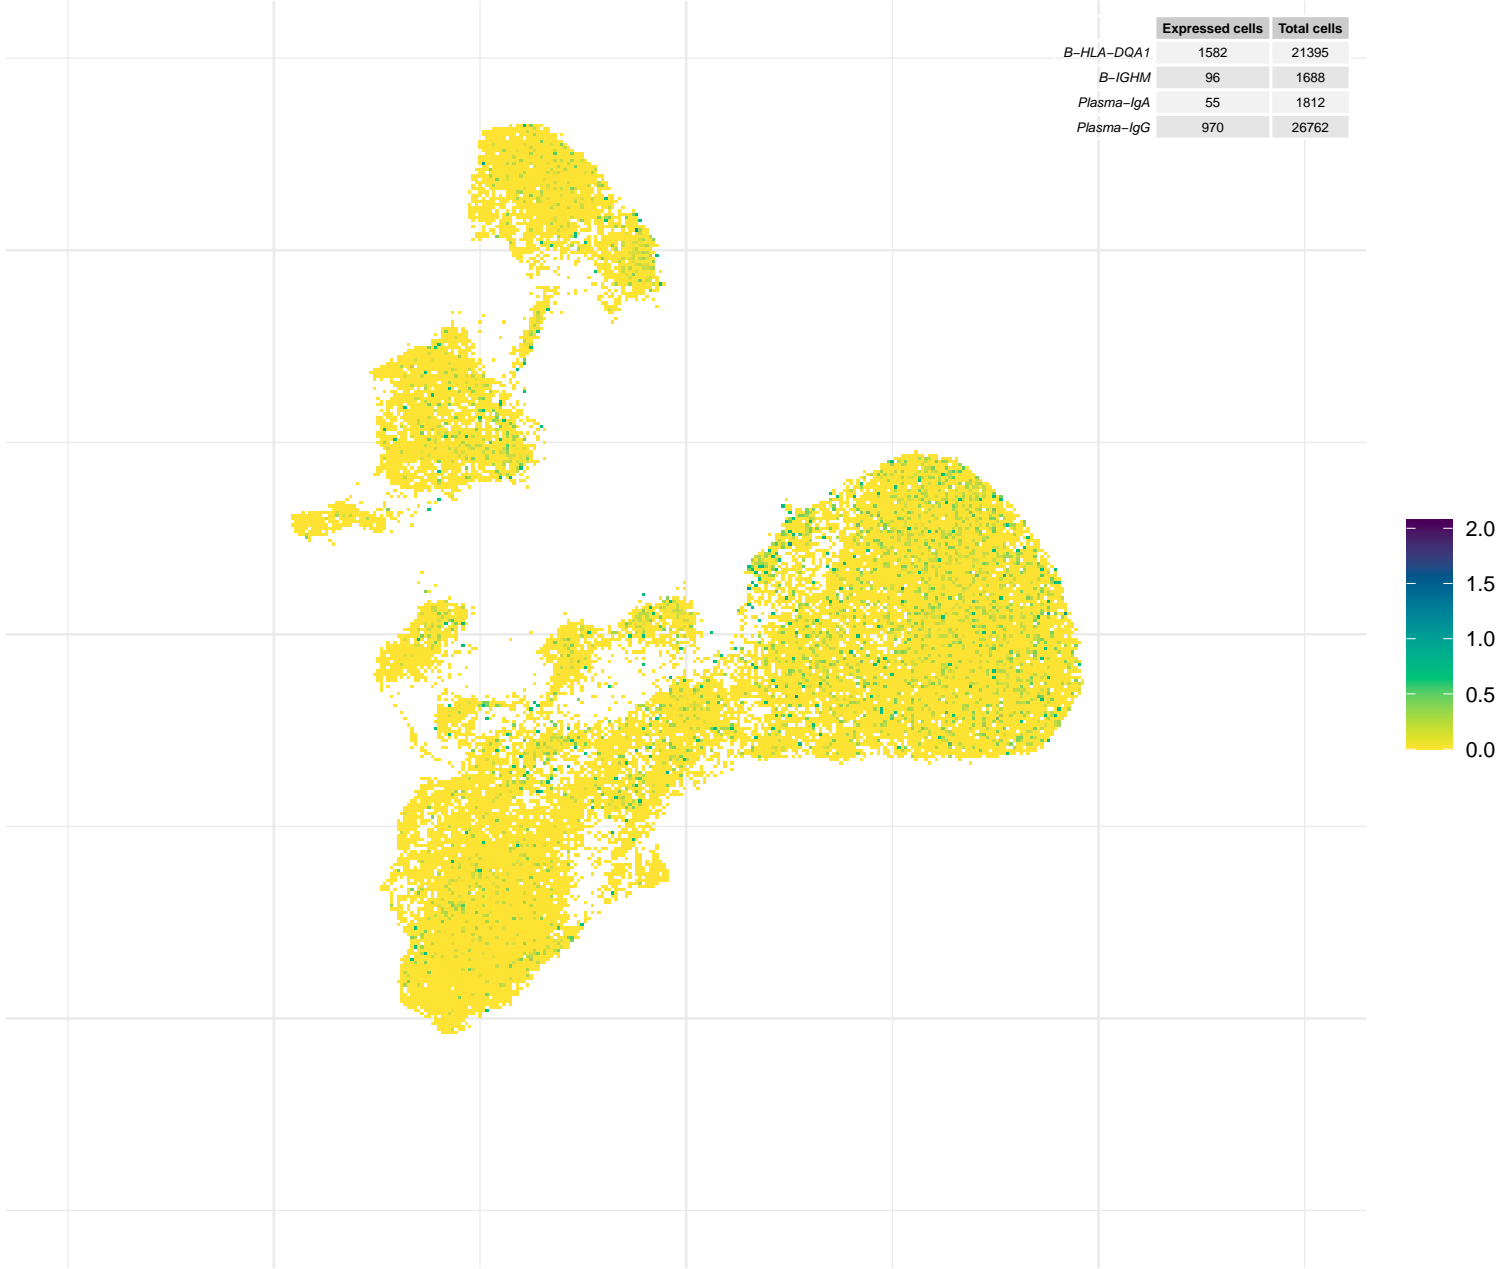 Expressed cells Total cells
B−HLA−DQA1 1582 21395
B−IGHM 96 1688
Plasma−IgA 55 1812
Plasma−IgG 970 26762
2.0
1.5
1.0
0.5
0.0